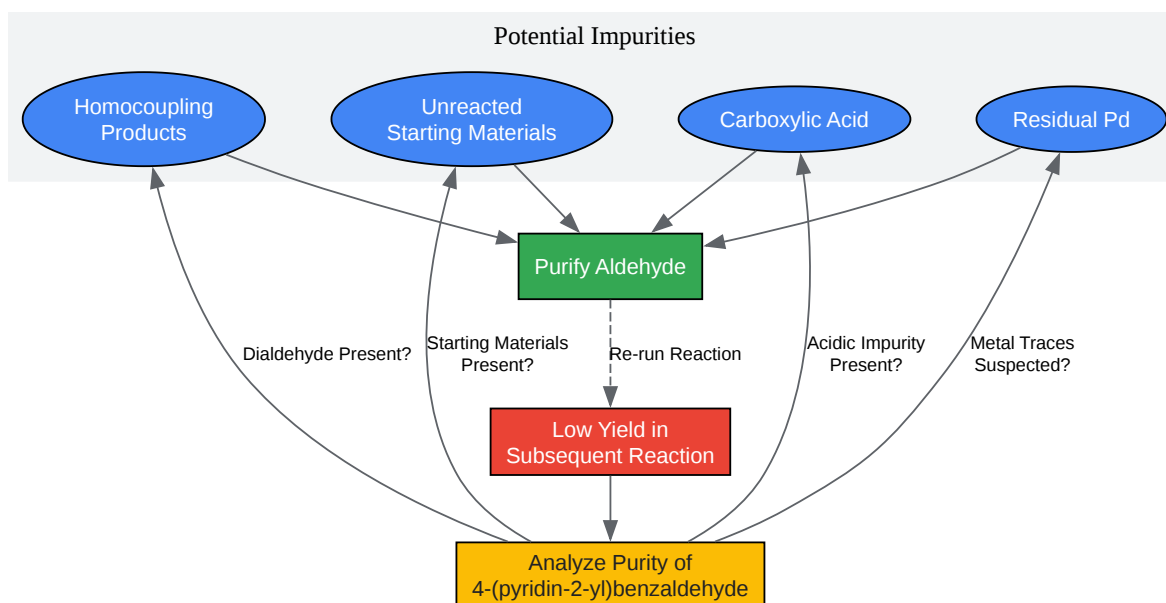 Potential Impurities
Homocoupling
Products
Unreacted
Starting Materials
Carboxylic Acid
Residual Pd
Purify Aldehyde
Dialdehyde Present?
Starting Materials
Present?
Re-run Reaction
Acidic Impurity
Present?
Metal Traces
Suspected?
Low Yield in
Subsequent Reaction
Analyze Purity of
4-(pyridin-2-yl)benzaldehyde